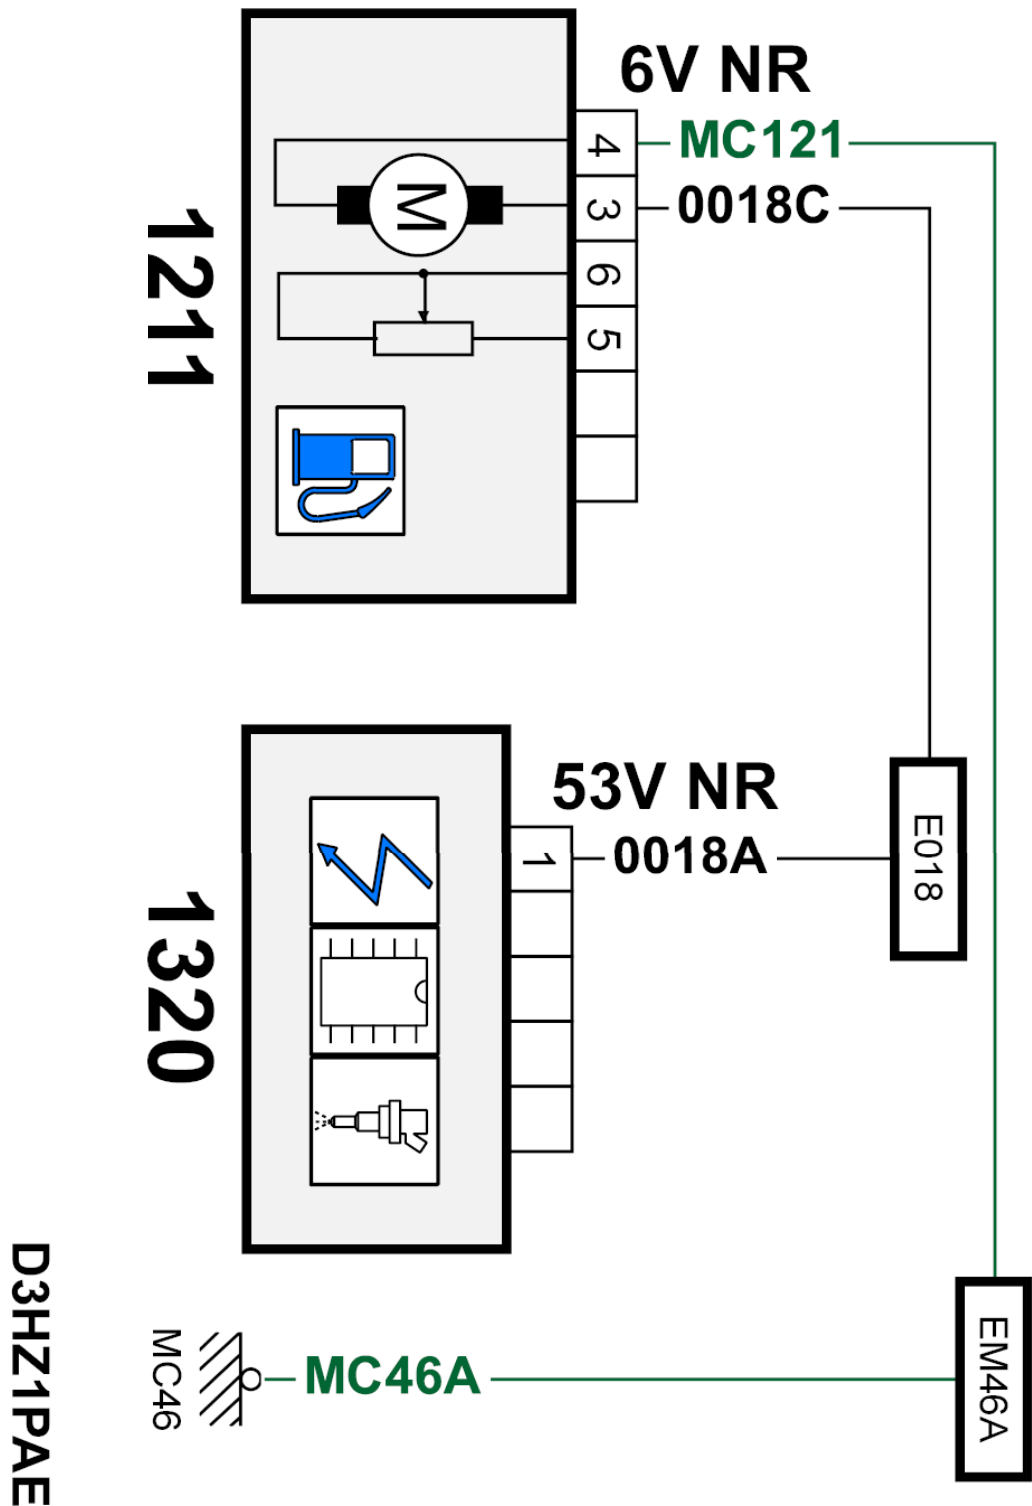 6V NR
4
MC121
3
0018C
6
5
M
1211
53V NR
1
0018A
E018
1320
MC46A
EM46A
MC46
D3HZ1PAE